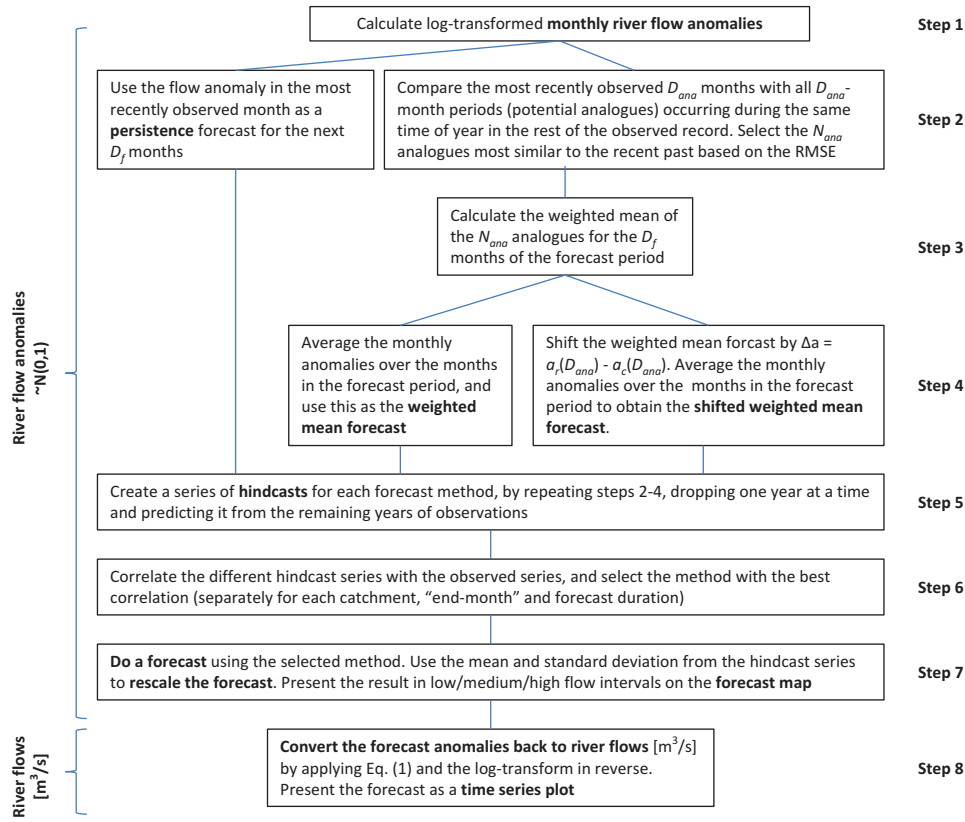 Calculate log-transformed monthly river flow anomalies
Step 1
Use the flow anomaly in the most
recently observed month as a
persistence forecast for the next
D_f months
Compare the most recently observed D_ana months with all D_ana-
month periods (potential analogues) occurring during the same
time of year in the rest of the observed record. Select the N_ana
analogues most similar to the recent past based on the RMSE
Step 2
Calculate the weighted mean of
the N_ana analogues for the D_f
months of the forecast period
Step 3
Average the monthly
anomalies over the months
in the forecast period, and
use this as the weighted
mean forecast
Shift the weighted mean forcast by Δa =
a_r(D_ana) - a_c(D_ana). Average the monthly
anomalies over the months in the forecast
period to obtain the shifted weighted mean
forecast.
Step 4
Create a series of hindcasts for each forecast method, by repeating steps 2-4, dropping one year at a time
and predicting it from the remaining years of observations
Step 5
Correlate the different hindcast series with the observed series, and select the method with the best
correlation (separately for each catchment, “end-month” and forecast duration)
Step 6
Do a forecast using the selected method. Use the mean and standard deviation from the hindcast series
to rescale the forecast. Present the result in low/medium/high flow intervals on the forecast map
Step 7
Convert the forecast anomalies back to river flows [m³/s]
by applying Eq. (1) and the log-transform in reverse.
Present the forecast as a time series plot
Step 8
River flow anomalies
~N(0,1)
River flows
[m³/s]